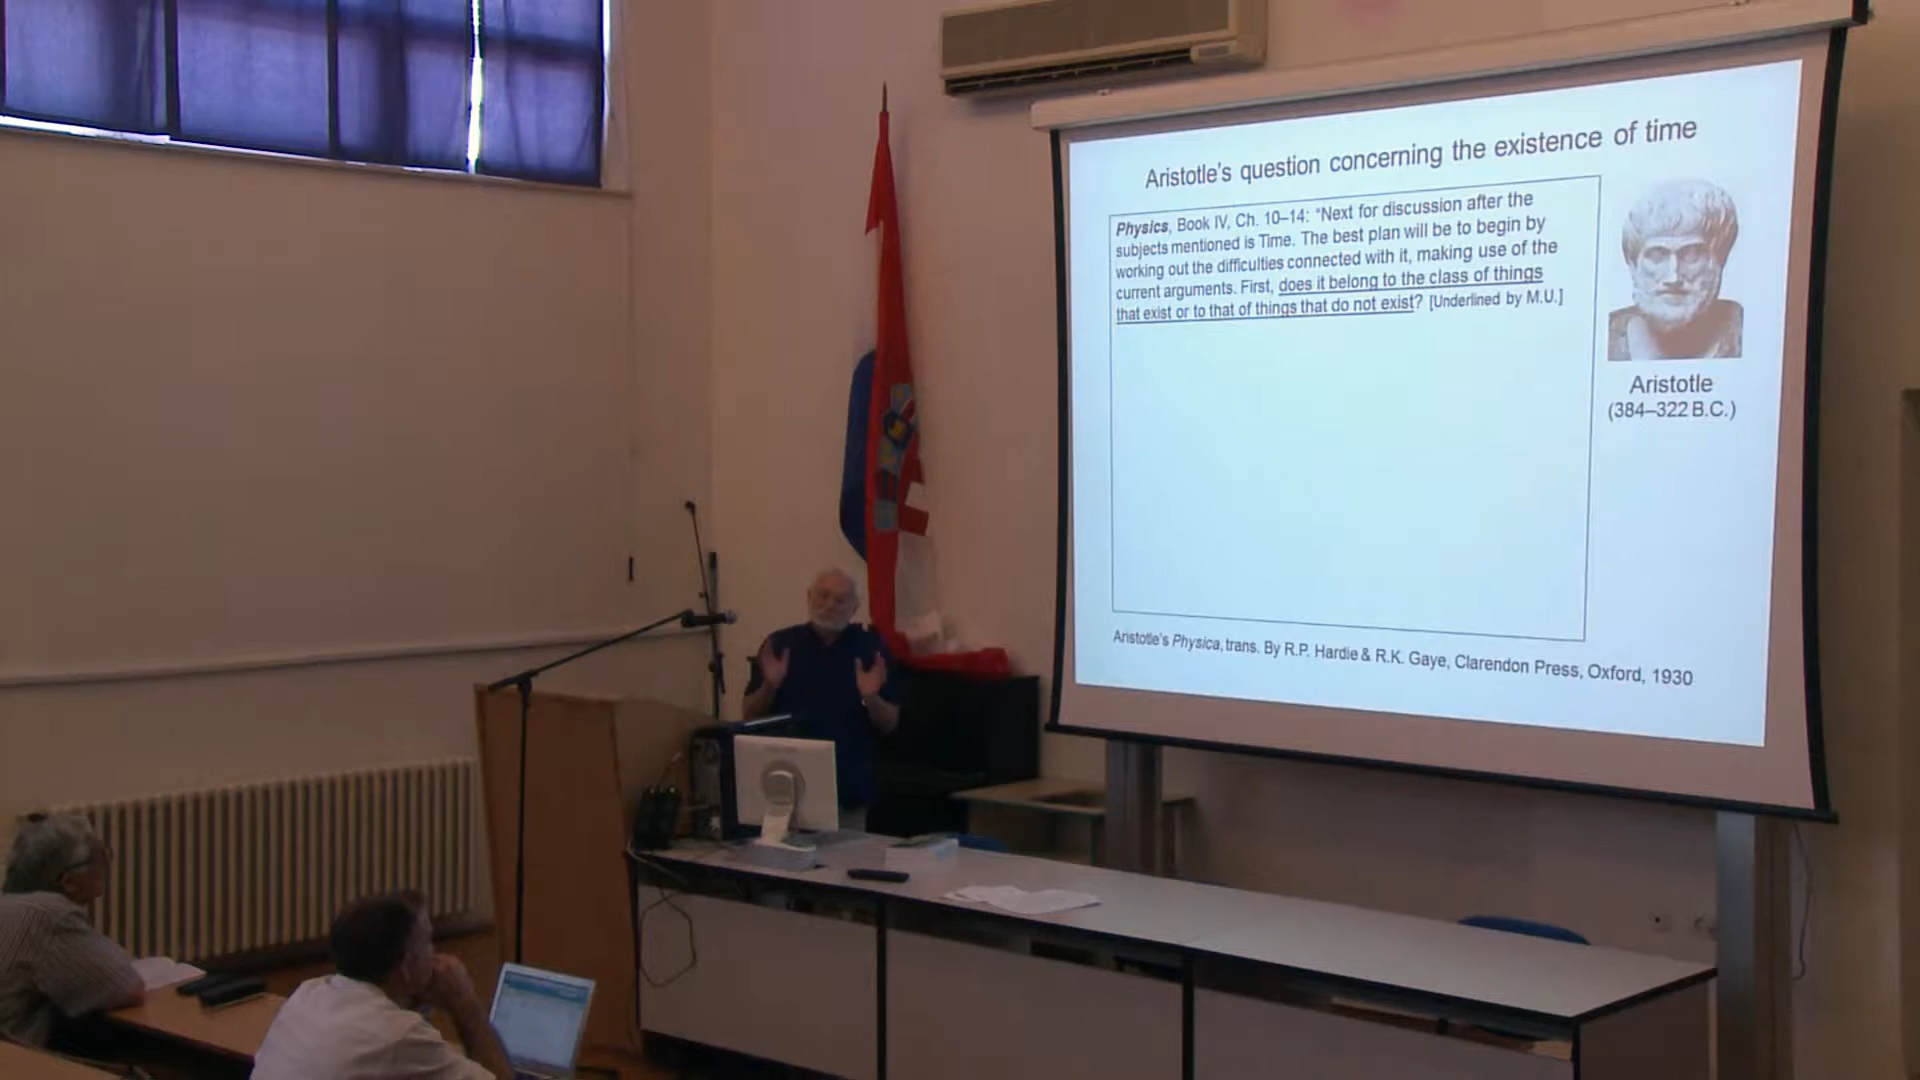 Aristotle's question concerning the existence of time
Physics, Book IV, Ch. 10–14: "Next for discussion after the
subjects mentioned is Time. The best plan will be to begin by
working out the difficulties connected with it, making use of the
current arguments. First, does it belong to the class of things
that exist or to that of things that do not exist? [Underlined by M.U.]
Aristotle
(384–322 B.C.)
Aristotle's Physica, trans. By R.P. Hardie & R.K. Gaye, Clarendon Press, Oxford, 1930